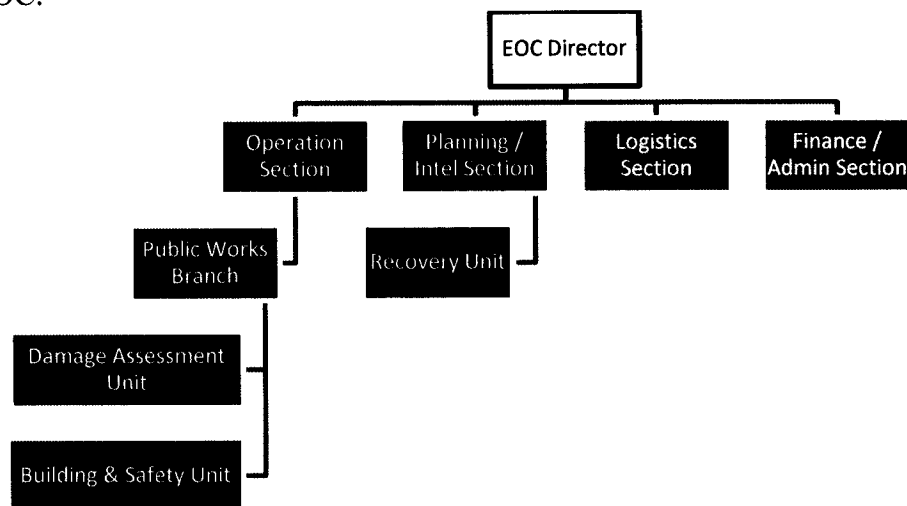 OC.
EOC Director
Operation
Section
Planning /
Intel Section
Logistics
Section
Finance /
Admin Section
Public Works
Branch
Recovery Unit
Damage Assessment
Unit
Building & Safety Unit